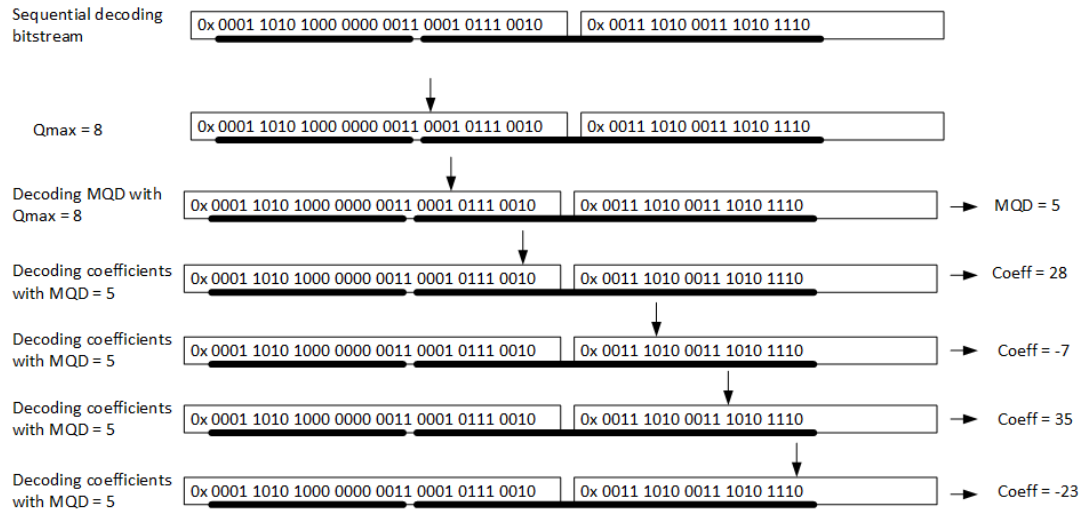 Sequential decoding
bitstream
0x 0001 1010 1000 0000 0011 0001 0111 0010
0x 0011 1010 0011 1010 1110
Qmax = 8
0x 0001 1010 1000 0000 0011 0001 0111 0010
0x 0011 1010 0011 1010 1110
Decoding MQD with
Qmax = 8
0x 0001 1010 1000 0000 0011 0001 0111 0010
0x 0011 1010 0011 1010 1110
MQD = 5
Decoding coefficients
with MQD = 5
0x 0001 1010 1000 0000 0011 0001 0111 0010
0x 0011 1010 0011 1010 1110
Coeff = 28
Decoding coefficients
with MQD = 5
0x 0001 1010 1000 0000 0011 0001 0111 0010
0x 0011 1010 0011 1010 1110
Coeff = -7
Decoding coefficients
with MQD = 5
0x 0001 1010 1000 0000 0011 0001 0111 0010
0x 0011 1010 0011 1010 1110
Coeff = 35
Decoding coefficients
with MQD = 5
0x 0001 1010 1000 0000 0011 0001 0111 0010
0x 0011 1010 0011 1010 1110
Coeff = -23